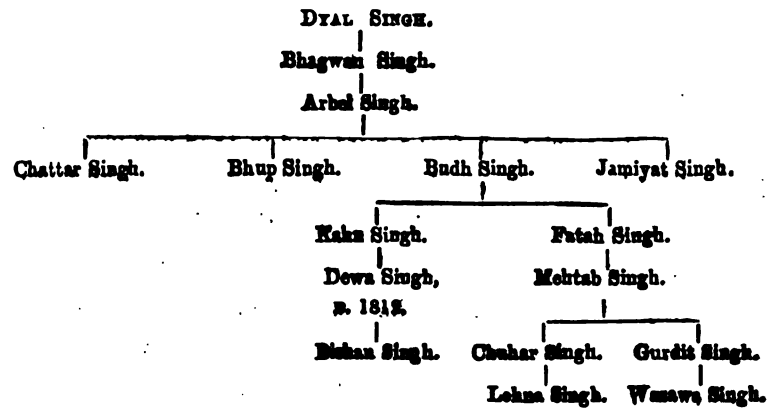 DYAL SINGH.
Bhagwan Singh.
Arbel Singh.
Chattar Singh. Bhup Singh. Budh Singh. Jamiyat Singh.
Kahn Singh. Fatah Singh.
Dewa Singh, Mehtab Singh.
Bishan Singh. Chuhar Singh. Gurdit Singh.
Lehna Singh. Wasawa Singh.